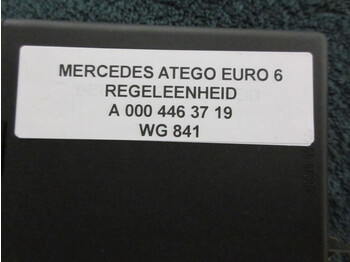 MERCEDES ATEGO EURO 6
REGELEENHEID
A 000 446 37 19
WG 841